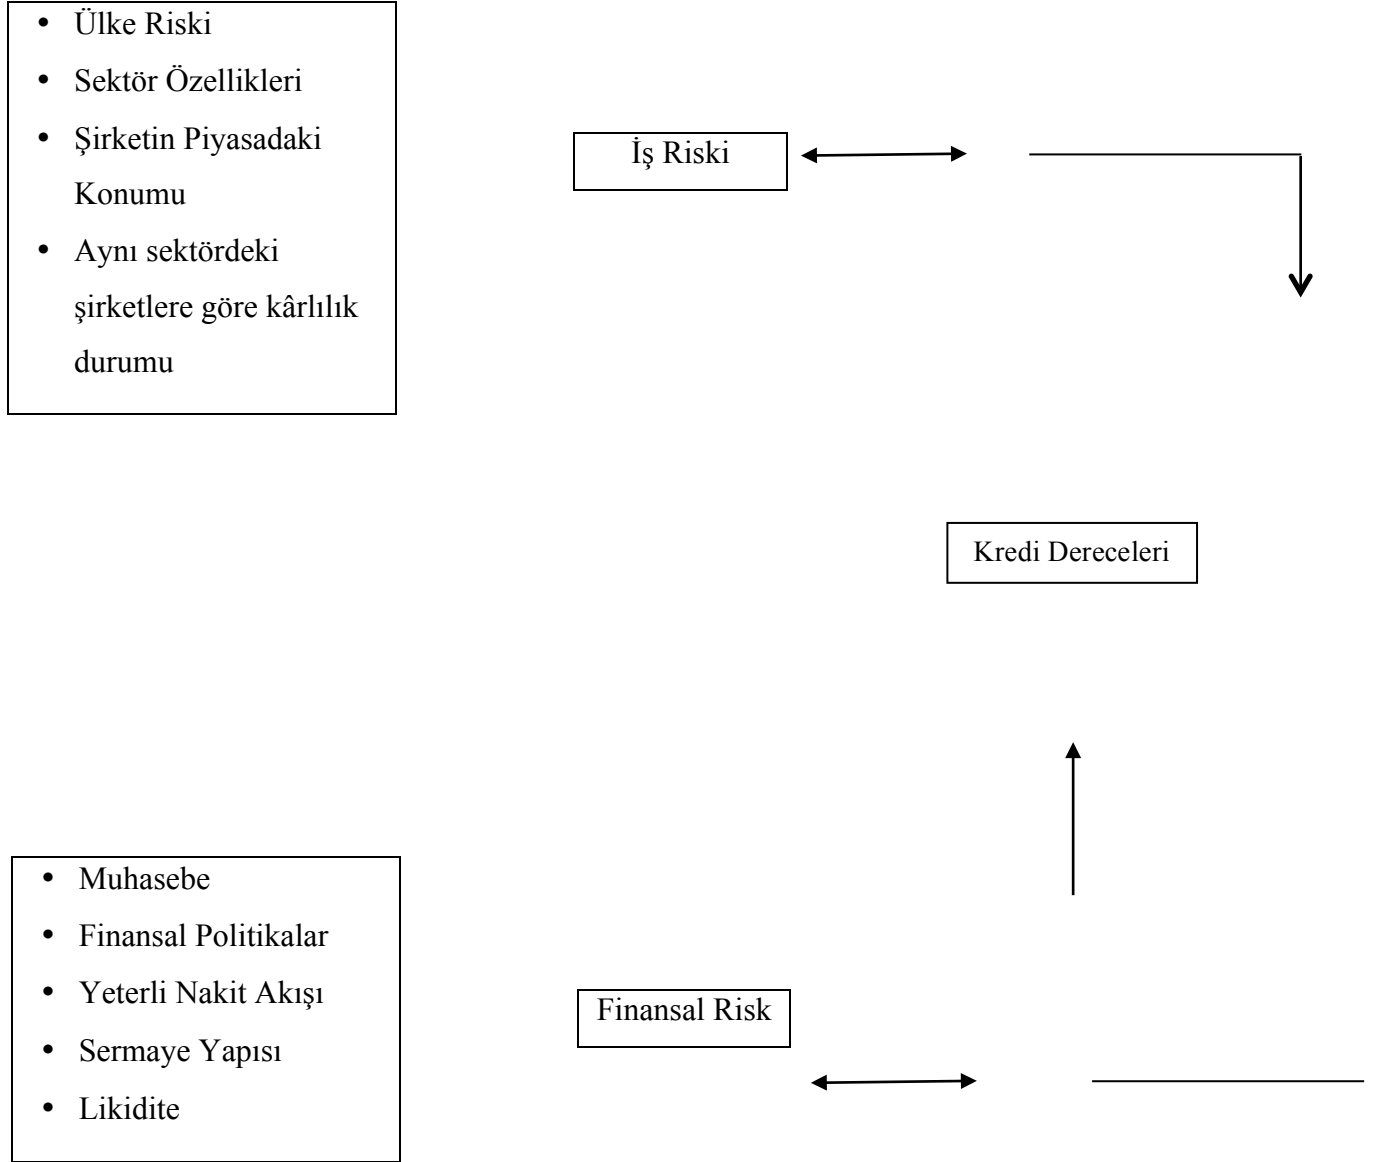 • Ülke Riski
• Sektör Özellikleri
• Şirketin Piyasadaki
Konumu
• Aynı sektördeki
şirketlere göre kârlılık
durumu
İş Riski
Kredi Dereceleri
• Muhasebe
• Finansal Politikalar
• Yeterli Nakit Akışı
• Sermaye Yapısı
• Likidite
Finansal Risk